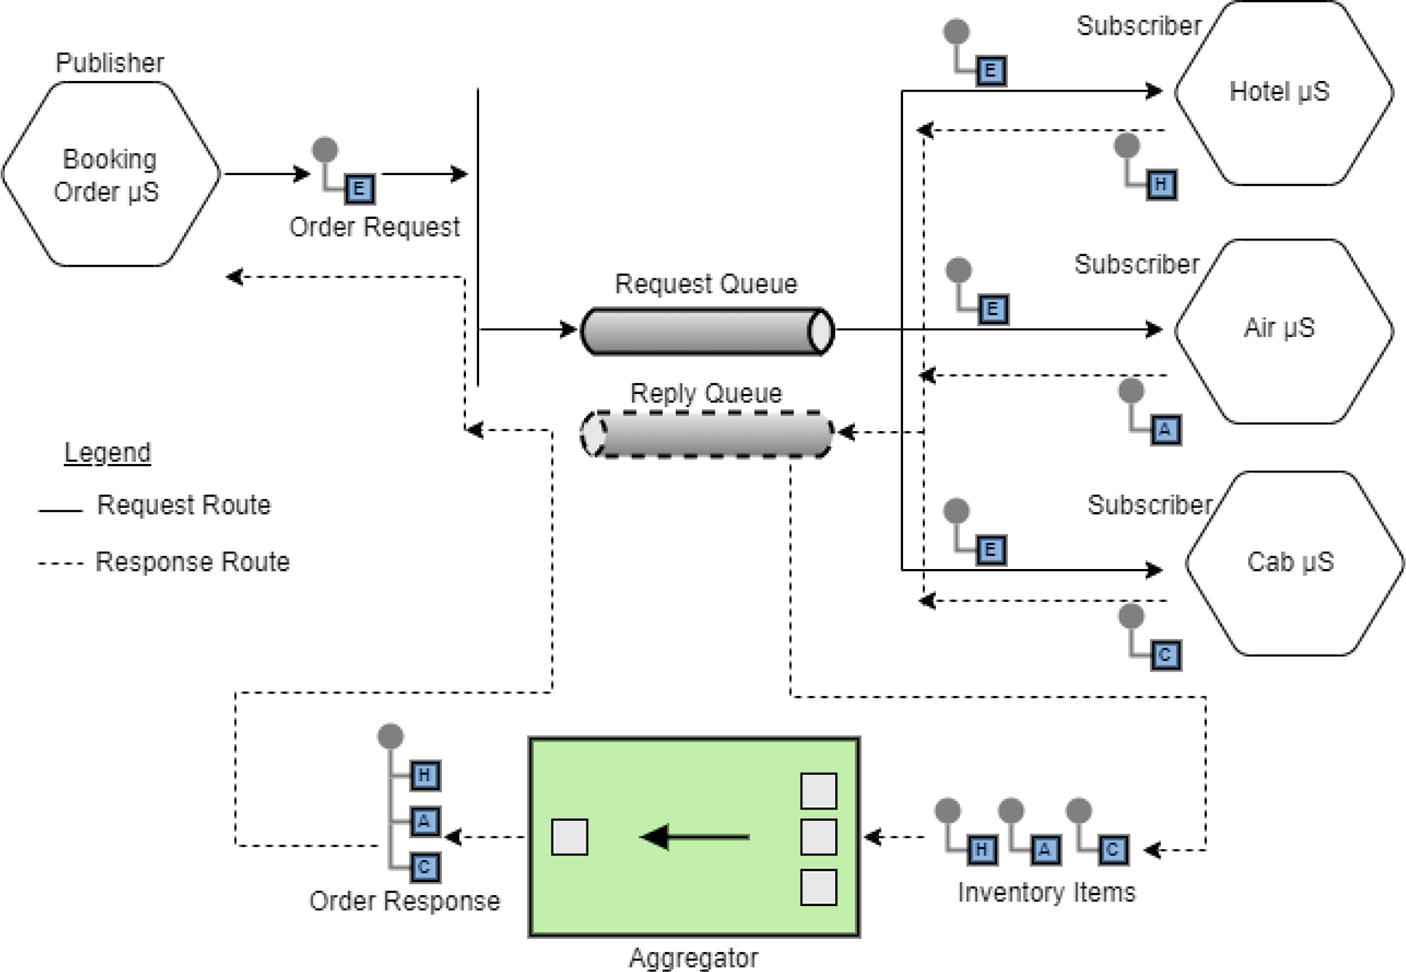 Publisher
Booking
Order µS
E
Order Request
Subscriber
E
Hotel µS
H
Request Queue
Subscriber
E
Air µS
A
Reply Queue
Legend
Request Route
Response Route
Subscriber
E
Cab µS
C
H
A
C
Order Response
Aggregator
H
A
C
Inventory Items